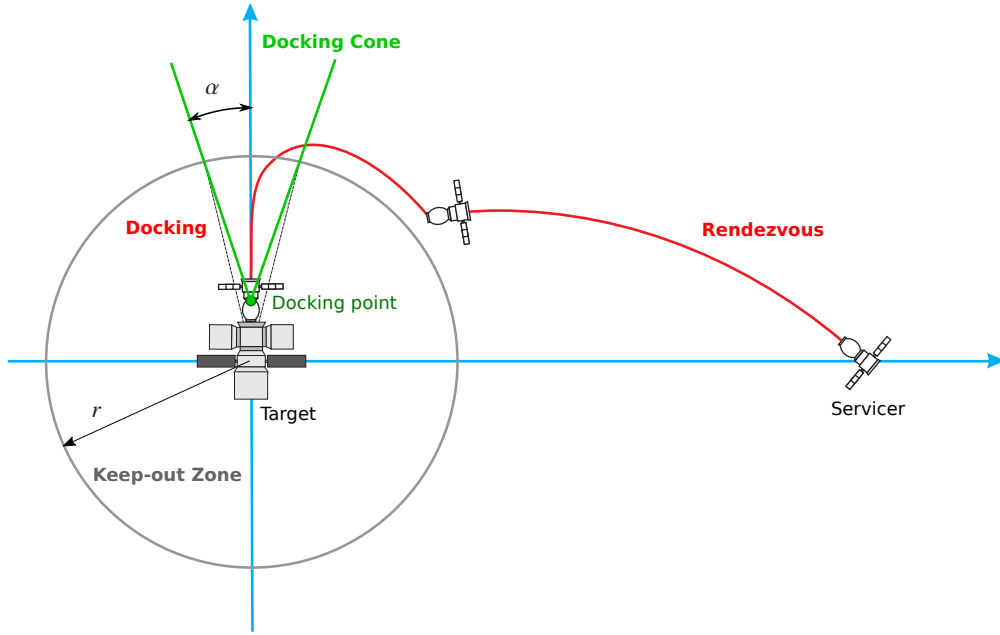 Docking Cone
α
Docking
Rendezvous
Docking point
r
Target
Servicer
Keep-out Zone